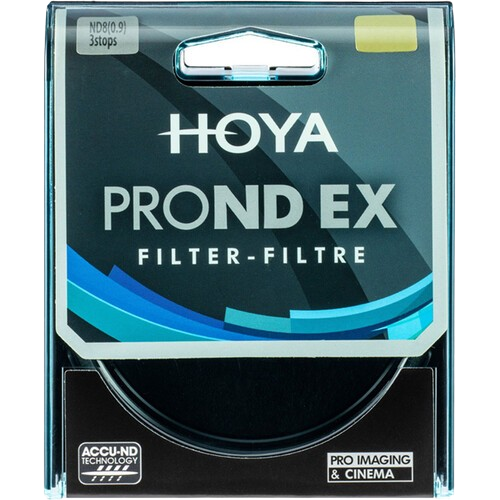 ND8(0.9)
3stops
HOYA
PROND EX
FILTER-FILTRE
ACCU-ND
TECHNOLOGY
PRO IMAGING
& CINEMA